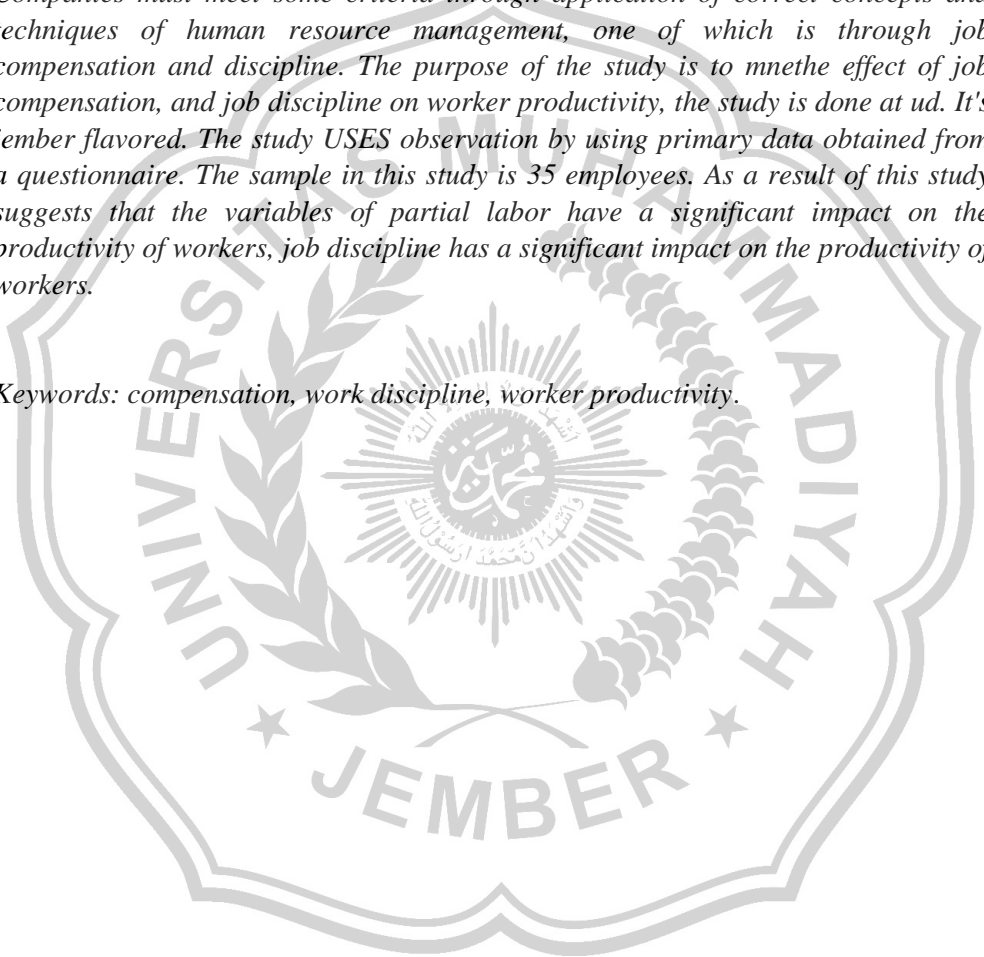 Companies must meet some criteria through application of correct concepts and
techniques of human resource management, one of which is through job
compensation and discipline. The purpose of the study is to mnethe effect of job
compensation, and job discipline on worker productivity, the study is done at ud. It's
jember flavored. The study USES observation by using primary data obtained from
a questionnaire. The sample in this study is 35 employees. As a result of this study
suggests that the variables of partial labor have a significant impact on the
productivity of workers, job discipline has a significant impact on the productivity of
workers.
Keywords: compensation, work discipline, worker productivity.
UNIVERSITAS MUHAMMADIYAH
JEMBER
محمد